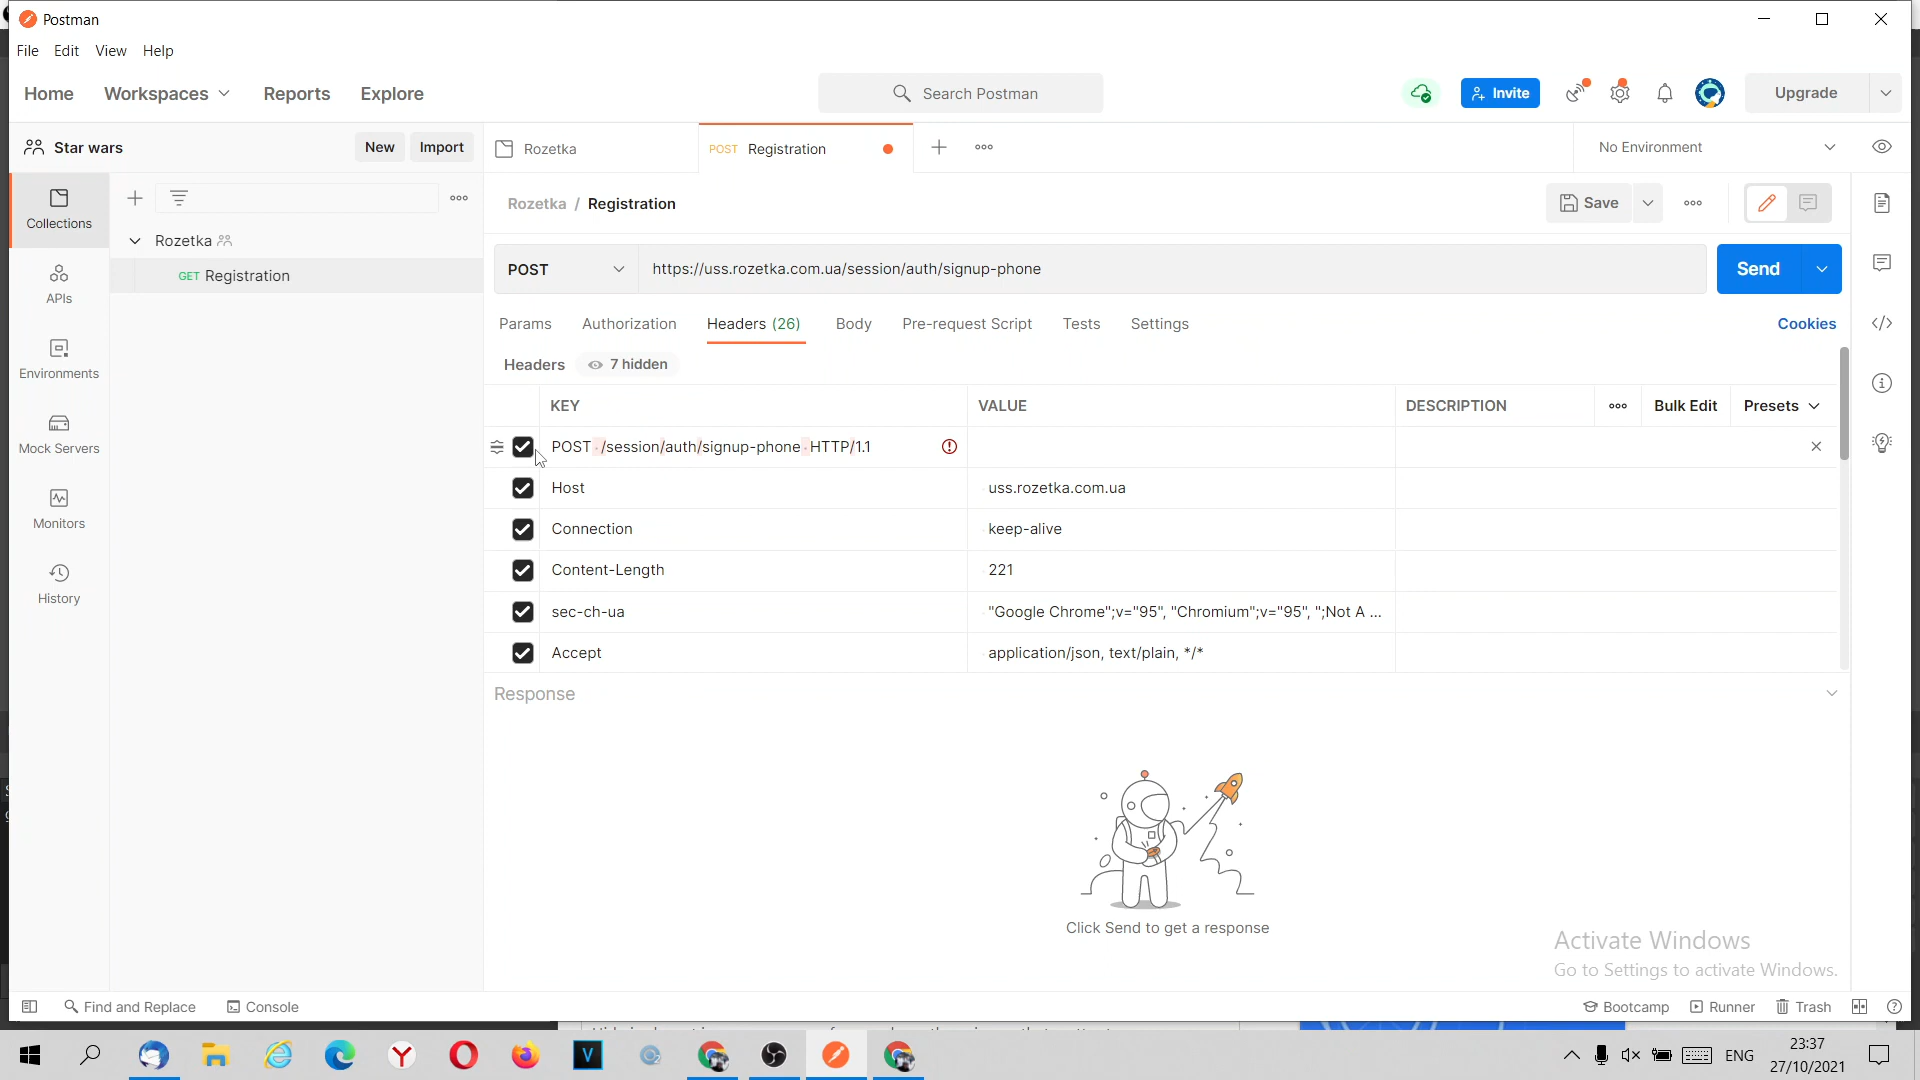 Postman
File Edit View Help
Home Workspaces Reports Explore
Search Postman
Invite
Upgrade
Star wars
New Import
Rozetka
POST Registration
No Environment
Rozetka / Registration
Save
Collections
APIs
Environments
Mock Servers
Monitors
History
Rozetka
GET Registration
POST https://uss.rozetka.com.ua/session/auth/signup-phone
Send
Params Authorization Headers (26) Body Pre-request Script Tests Settings
Cookies
Headers 7 hidden
KEY VALUE DESCRIPTION
Bulk Edit Presets
POST /session/auth/signup-phone HTTP/1.1
Host uss.rozetka.com.ua
Connection keep-alive
Content-Length 221
sec-ch-ua "Google Chrome";v="95", "Chromium";v="95", ";Not A ...
Accept application/json, text/plain, */*
Response
Click Send to get a response
Activate Windows
Go to Settings to activate Windows.
Find and Replace Console
Bootcamp Runner Trash
ENG
23:37
27/10/2021